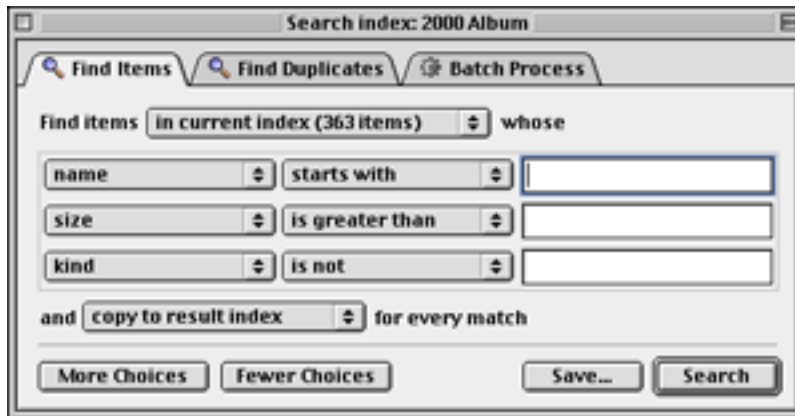 Search index: 2000 Album
Find Items Find Duplicates Batch Process
Find items in current index (363 items) whose
name starts with
size is greater than
kind is not
and copy to result index for every match
More Choices Fewer Choices Save... Search